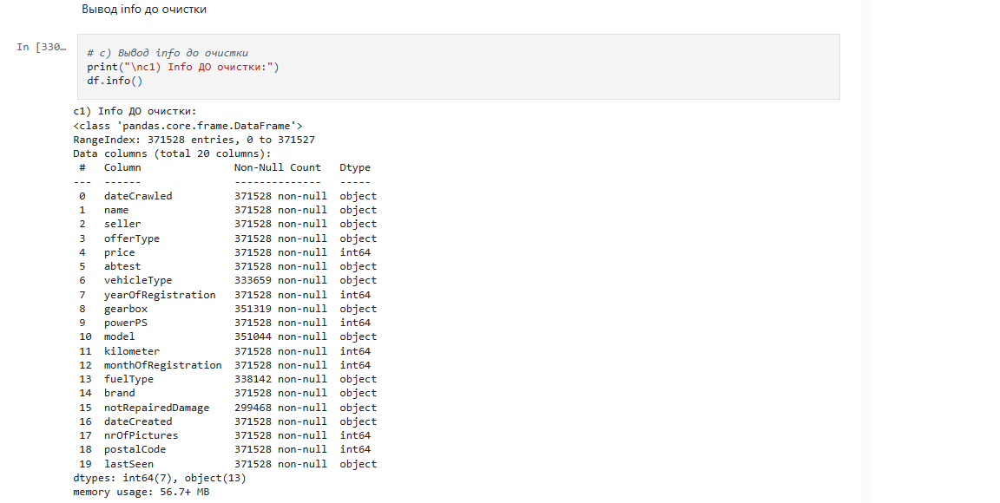 Вывод info до очистки
In [330…
# c) Вывод info до очистки
print("\nc1) Info ДО очистки:")
df.info()
c1) Info ДО очистки:
<class 'pandas.core.frame.DataFrame'>
RangeIndex: 371528 entries, 0 to 371527
Data columns (total 20 columns):
 #   Column               Non-Null Count   Dtype
---  ------               --------------   -----
 0   dateCrawled          371528 non-null  object
 1   name                 371528 non-null  object
 2   seller               371528 non-null  object
 3   offerType            371528 non-null  object
 4   price                371528 non-null  int64
 5   abtest               371528 non-null  object
 6   vehicleType          333659 non-null  object
 7   yearOfRegistration   371528 non-null  int64
 8   gearbox              351319 non-null  object
 9   powerPS              371528 non-null  int64
 10  model                351044 non-null  object
 11  kilometer            371528 non-null  int64
 12  monthOfRegistration  371528 non-null  int64
 13  fuelType             338142 non-null  object
 14  brand                371528 non-null  object
 15  notRepairedDamage    299468 non-null  object
 16  dateCreated          371528 non-null  object
 17  nrOfPictures         371528 non-null  int64
 18  postalCode           371528 non-null  int64
 19  lastSeen             371528 non-null  object
dtypes: int64(7), object(13)
memory usage: 56.7+ MB